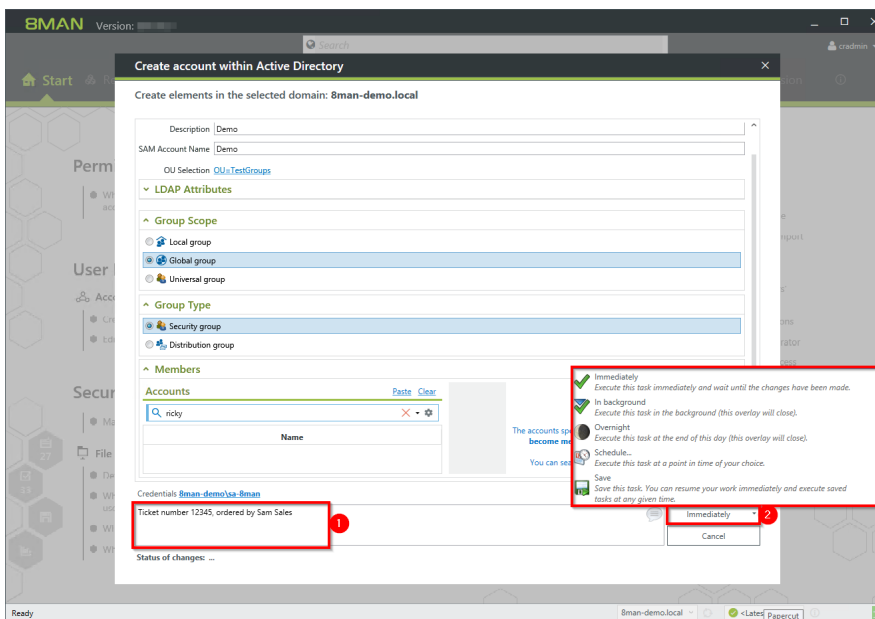 8MAN Version:
Search
cradmin
Start
Create account within Active Directory
Create elements in the selected domain: 8man-demo.local
Description Demo
SAM Account Name Demo
OU Selection OU=TestGroups
LDAP Attributes
Group Scope
Local group
Global group
Universal group
Group Type
Security group
Distribution group
Members
Accounts Paste Clear
ricky
Name
The accounts
become
You can
Immediately
Execute this task immediately and wait until the changes have been made.
In background
Execute this task in the background (this overlay will close).
Overnight
Execute this task at the end of this day (this overlay will close).
Schedule...
Execute this task at a point in time of your choice.
Save
Save this task. You can resume your work immediately and execute saved
tasks at any given time.
Credentials 8man-demo\sa-8man
Ticket number 12345, ordered by Sam Sales
1
Immediately
2
Cancel
Status of changes: ...
Perm
User
Acc
Secur
File
27
33
Ready
8man-demo.local
<Lates
Papercut